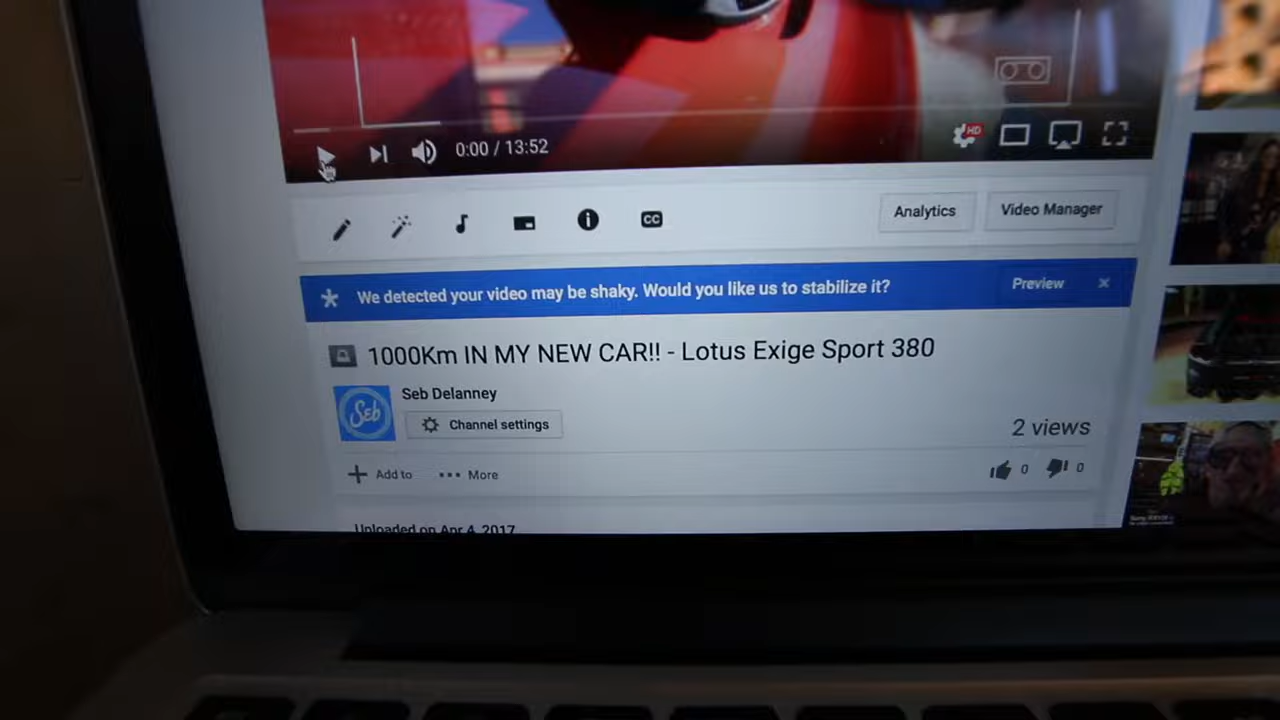 0:00 / 13:52
HD
CC
Analytics
Video Manager
We detected your video may be shaky. Would you like us to stabilize it?
Preview
1000Km IN MY NEW CAR!! - Lotus Exige Sport 380
Seb
Seb Delanney
Channel settings
2 views
Add to
More
0
0
Uploaded on Apr 4, 2017